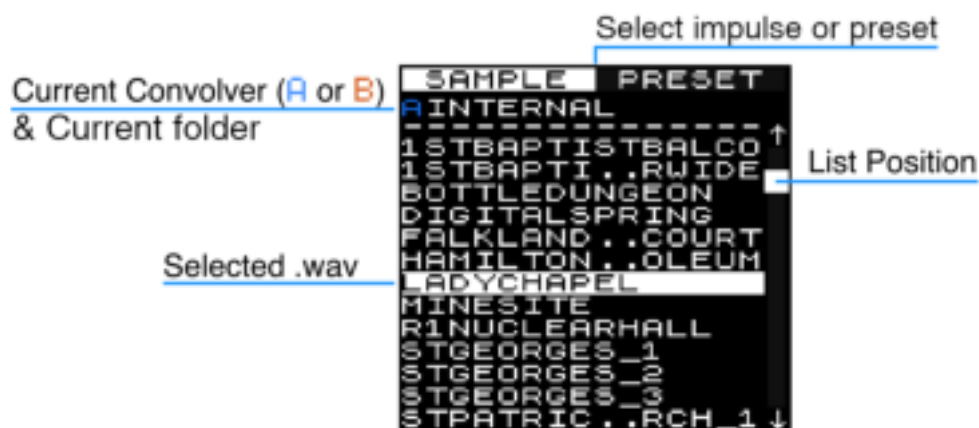 Select impulse or preset
SAMPLE PRESET
Current Convolver (A or B)
& Current folder
A INTERNAL
----------------
↑
1STBAPTISTBALCO
1STBAPTI..RWIDE
List Position
BOTTLEDUNGEON
DIGITALSPRING
FALKLAND..COURT
HAMILTON..OLEUM
Selected .wav
LADYCHAPEL
MINESITE
R1NUCLEARHALL
STGEORGES_1
STGEORGES_2
STGEORGES_3
STPATRIC..RCH_1 ↓